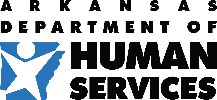 ARKANSAS
DEPARTMENT OF
HUMAN
SERVICES